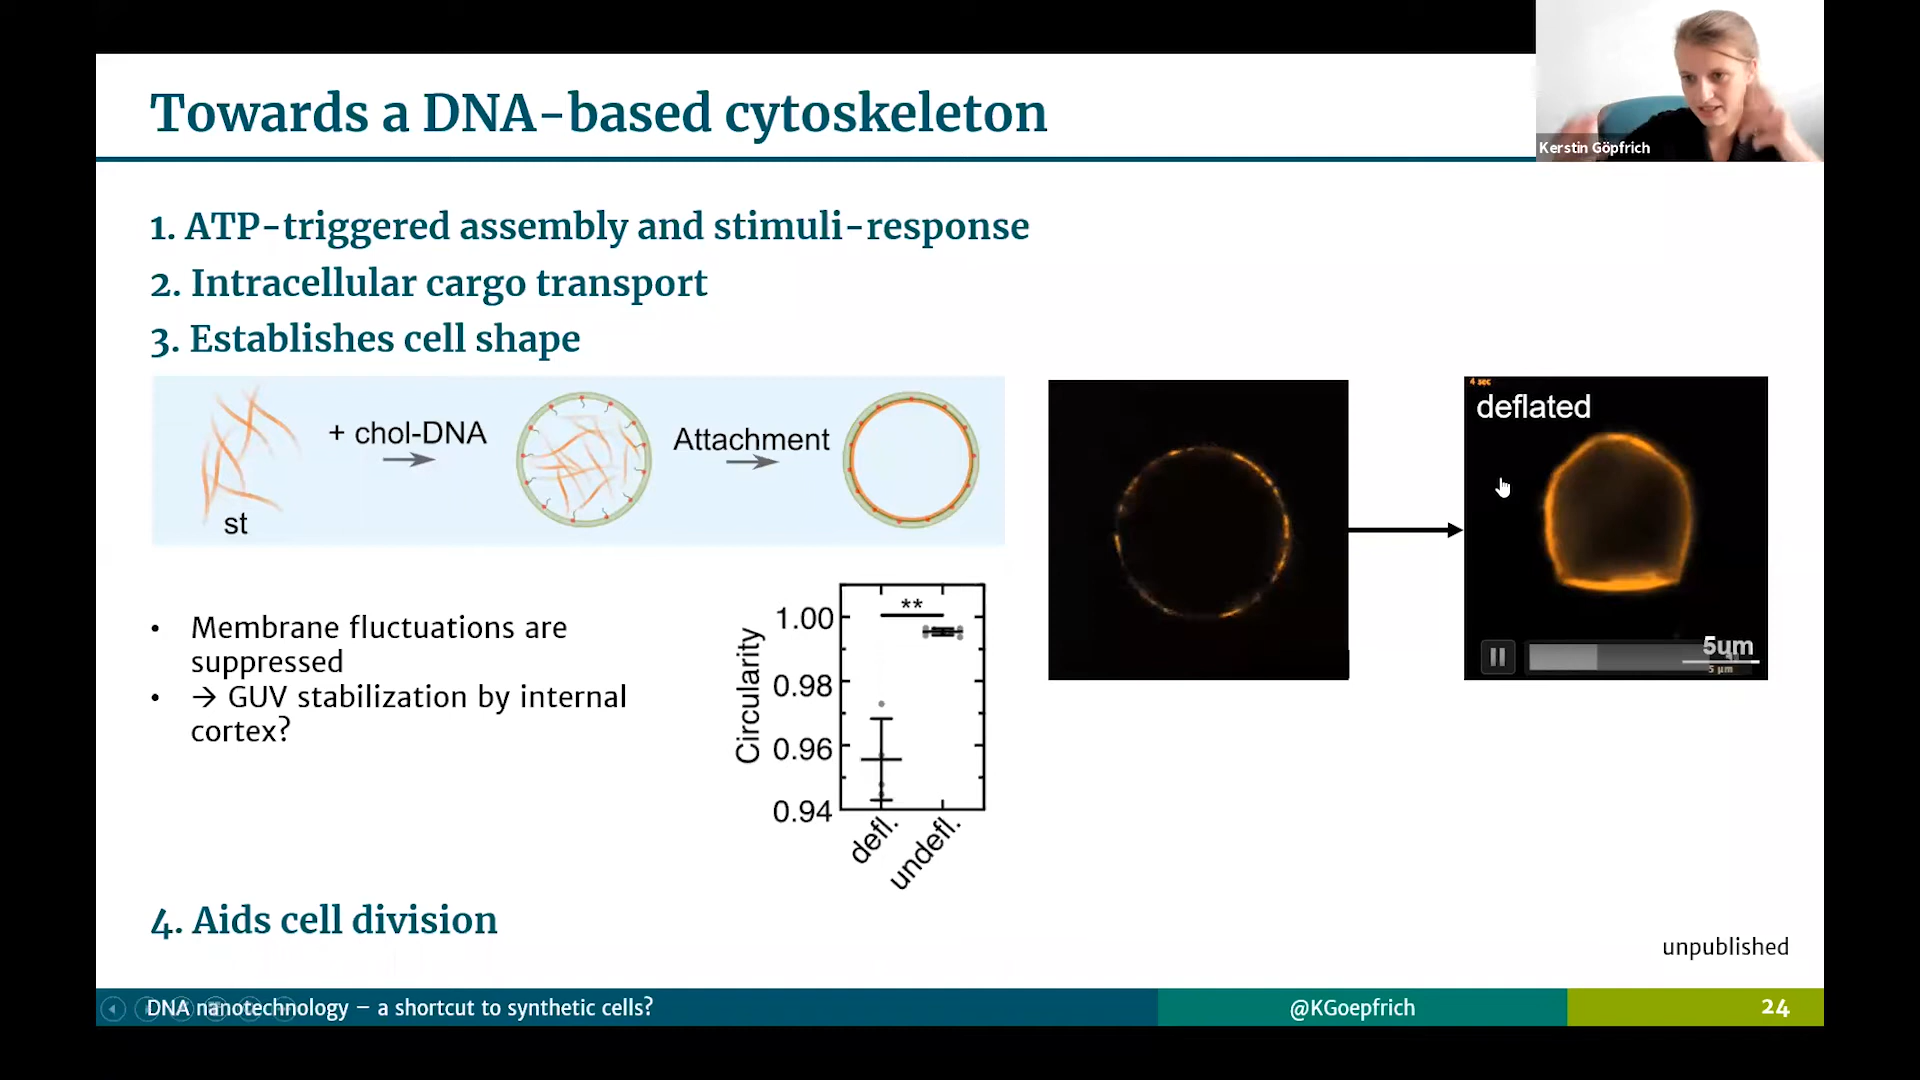 Towards a DNA-based cytoskeleton
Kerstin Göpfrich
1. ATP-triggered assembly and stimuli-response
2. Intracellular cargo transport
3. Establishes cell shape
+ chol-DNA
Attachment
st
4 sec
deflated
5um
5 µm
• Membrane fluctuations are
suppressed
• → GUV stabilization by internal
cortex?
Circularity
**
1.00
0.98
0.96
0.94
defl.
undefl.
4. Aids cell division
unpublished
DNA nanotechnology – a shortcut to synthetic cells?
@KGoepfrich
24